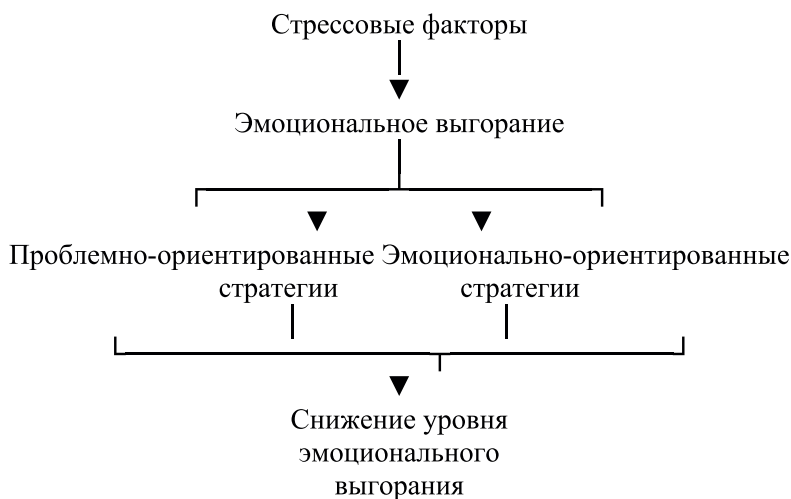 Стрессовые факторы
Эмоциональное выгорание
Проблемно-ориентированные Эмоционально-ориентированные
стратегии стратегии
Снижение уровня
эмоционального
выгорания